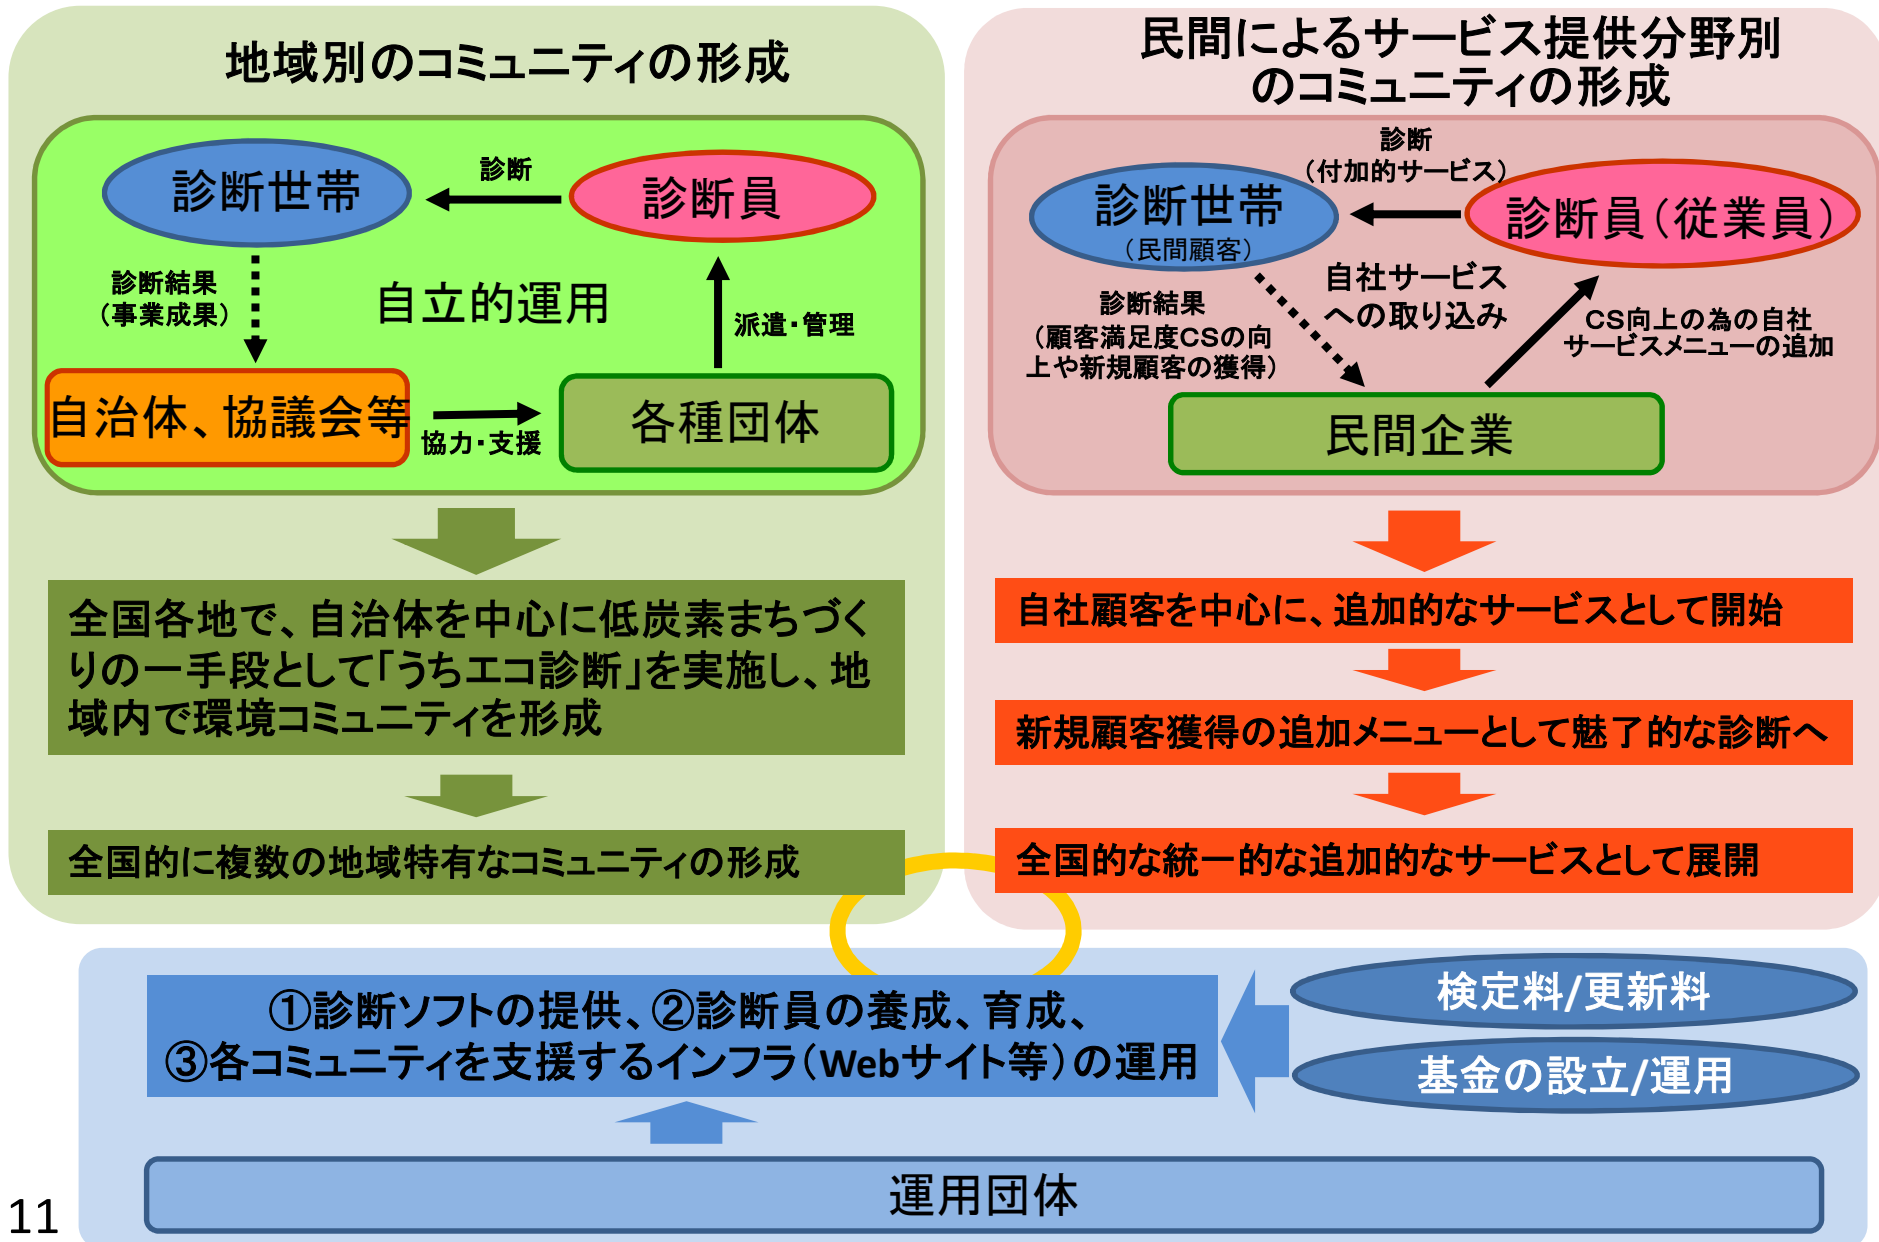 地域別のコミュニティの形成
診断世帯
診断
診断員
診断結果
（事業成果）
自立的運用
派遣・管理
自治体、協議会等
協力・支援
各種団体
全国各地で、自治体を中心に低炭素まちづく
りの一手段として「うちエコ診断」を実施し、地
域内で環境コミュニティを形成
全国的に複数の地域特有なコミュニティの形成
民間によるサービス提供分野別
のコミュニティの形成
診断
（付加的サービス）
診断世帯
（民間顧客）
診断員（従業員）
自社サービス
への取り込み
診断結果
（顧客満足度CSの向
上や新規顧客の獲得）
CS向上の為の自社
サービスメニューの追加
民間企業
自社顧客を中心に、追加的なサービスとして開始
新規顧客獲得の追加メニューとして魅了的な診断へ
全国的な統一的な追加的なサービスとして展開
①診断ソフトの提供、②診断員の養成、育成、
③各コミュニティを支援するインフラ（Webサイト等）の運用
検定料/更新料
基金の設立/運用
運用団体
11